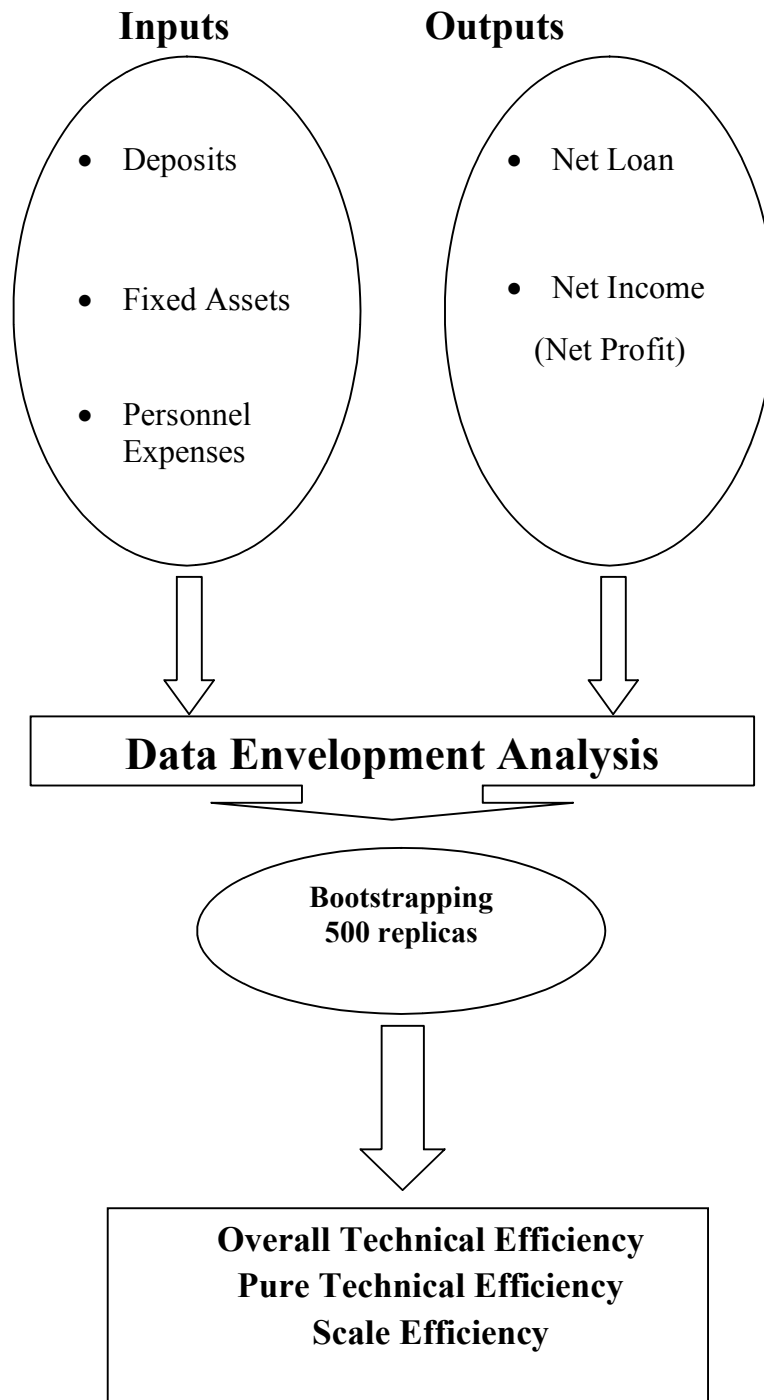 Inputs
Outputs
• Deposits
• Fixed Assets
• Personnel
Expenses
• Net Loan
• Net Income
(Net Profit)
Data Envelopment Analysis
Bootstrapping
500 replicas
Overall Technical Efficiency
Pure Technical Efficiency
Scale Efficiency